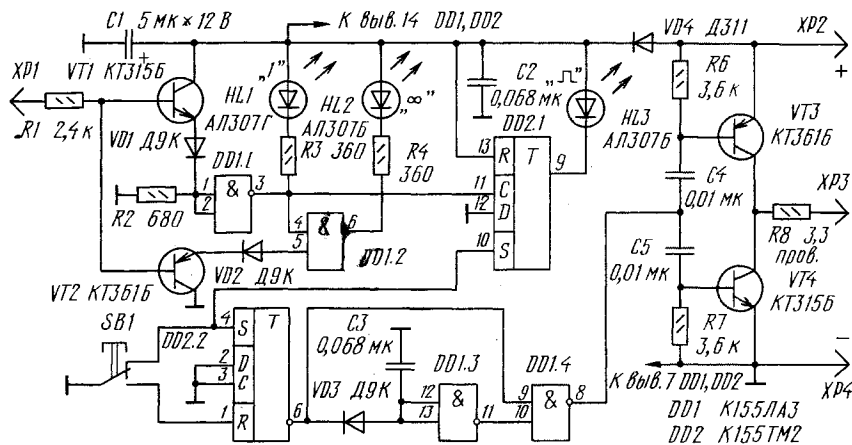 C1 5 мк × 12 В
К выв. 14 DD1, DD2
VD4 Д311
XP2
+
XP1
VT1 КТ315Б
R1 2,4 к
VD1 Д9К
„1"
HL1
АЛ307Г
HL2
АЛ307Б
„∞"
R3 360
R4
360
C2
0,068 мк
„⎍"
HL3
АЛ307Б
R6
3,6 к
VT3
КТ361Б
DD1.1
1
2
&
3
R2 680
4
5
&
6
DD1.2
DD2.1
13
11
12
10
R
C
D
S
T
9
C4
0,01 мк
C5
0,01 мк
XP3
R8 3,3
пров.
VT4
КТ315Б
VT2 КТ361Б
VD2 Д9К
SB1
DD2.2
4
2
3
1
S
D
C
R
T
6
C3
0,068 мк
VD3 Д9К
DD1.3
12
13
&
11
DD1.4
9
10
&
8
R7
3,6 к
–
К выв. 7 DD1, DD2
XP4
DD1 К155ЛА3
DD2 К155ТМ2